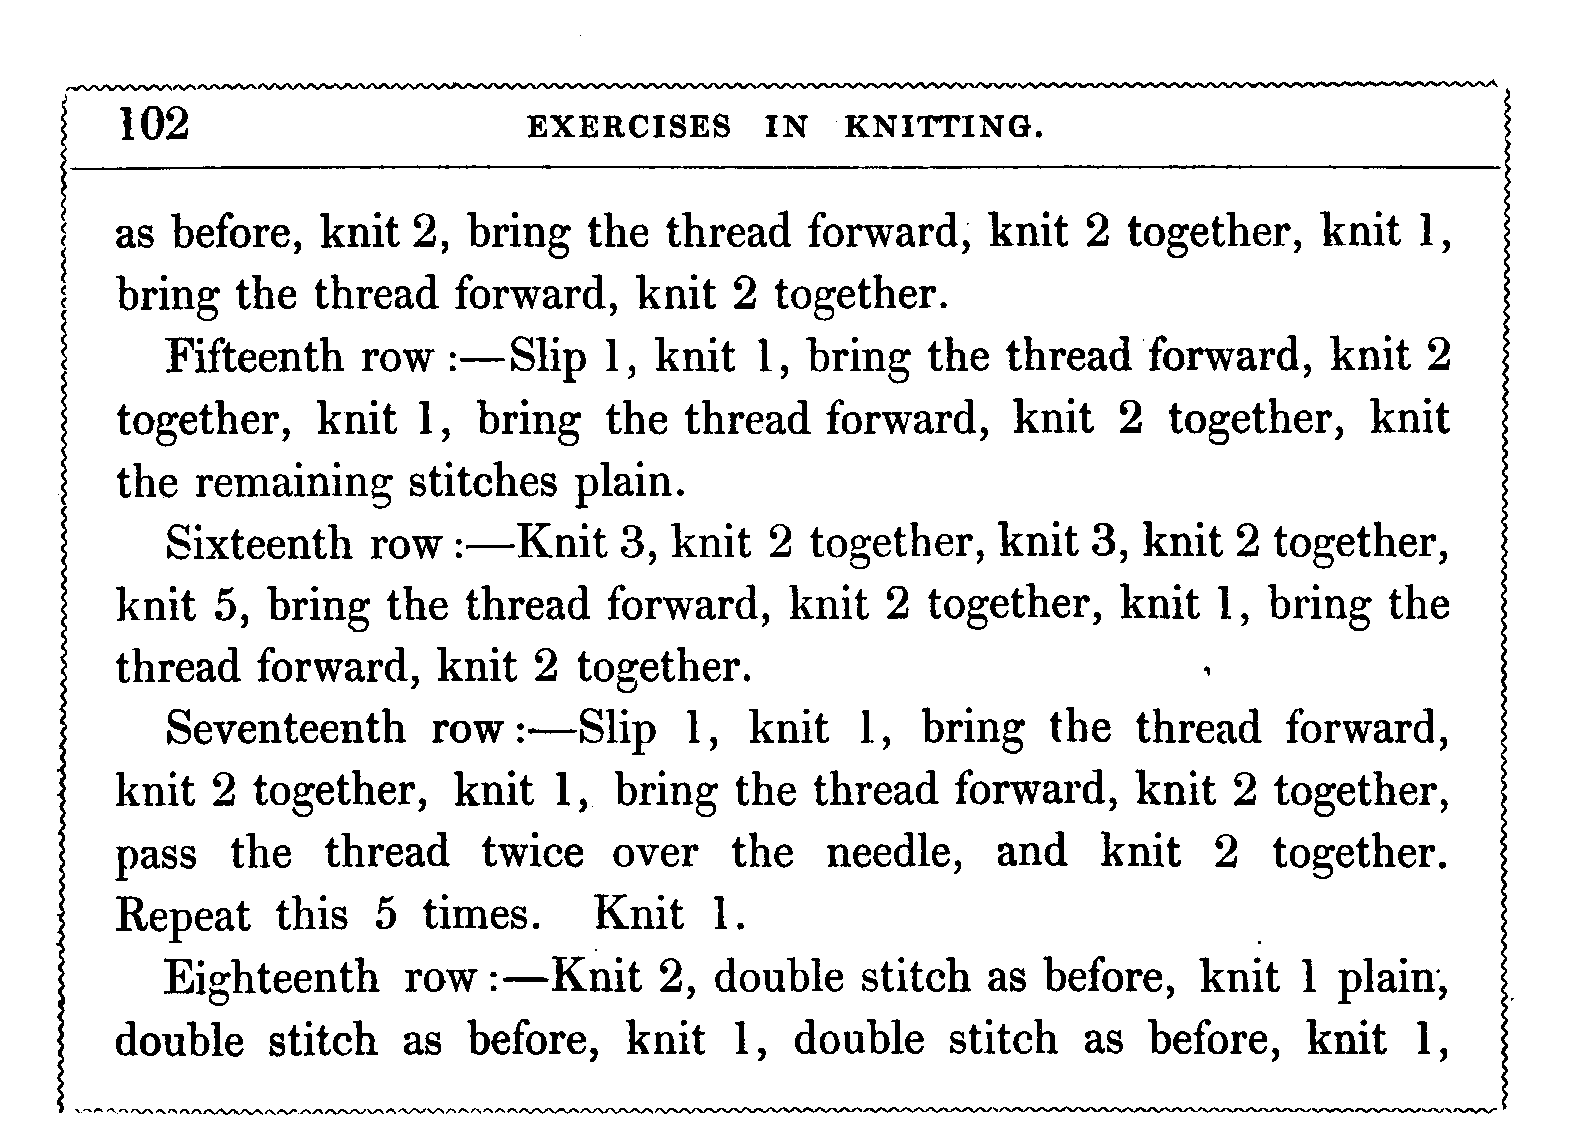 102 EXERCISES IN KNITTING.
as before, knit 2, bring the thread forward, knit 2 together, knit 1,
bring the thread forward, knit 2 together.
Fifteenth row :—Slip 1, knit 1, bring the thread forward, knit 2
together, knit 1, bring the thread forward, knit 2 together, knit
the remaining stitches plain.
Sixteenth row :—Knit 3, knit 2 together, knit 3, knit 2 together,
knit 5, bring the thread forward, knit 2 together, knit 1, bring the
thread forward, knit 2 together.
Seventeenth row :—Slip 1, knit 1, bring the thread forward,
knit 2 together, knit 1, bring the thread forward, knit 2 together,
pass the thread twice over the needle, and knit 2 together.
Repeat this 5 times. Knit 1.
Eighteenth row :—Knit 2, double stitch as before, knit 1 plain,
double stitch as before, knit 1, double stitch as before, knit 1,